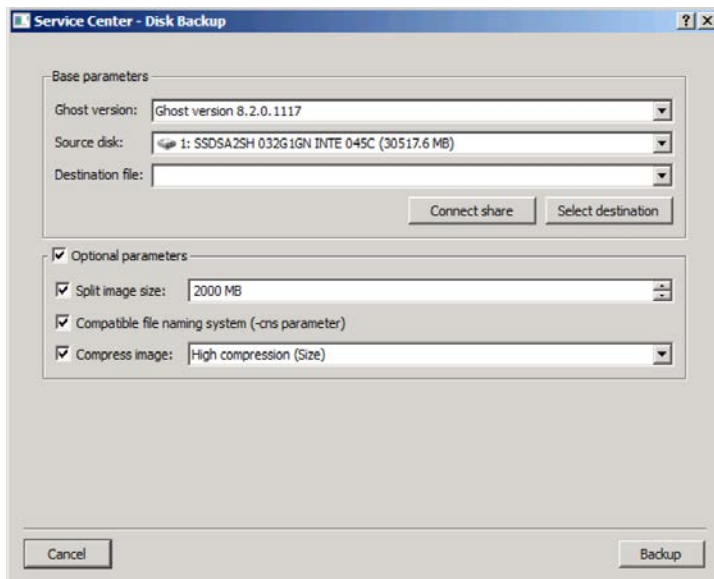 Service Center - Disk Backup
Base parameters
Ghost version: Ghost version 8.2.0.1117
Source disk: 1: SSDSA2SH 032G1GN INTE 045C (30517.6 MB)
Destination file:
Connect share Select destination
Optional parameters
Split image size: 2000 MB
Compatible file naming system (-cns parameter)
Compress image: High compression (Size)
Cancel Backup